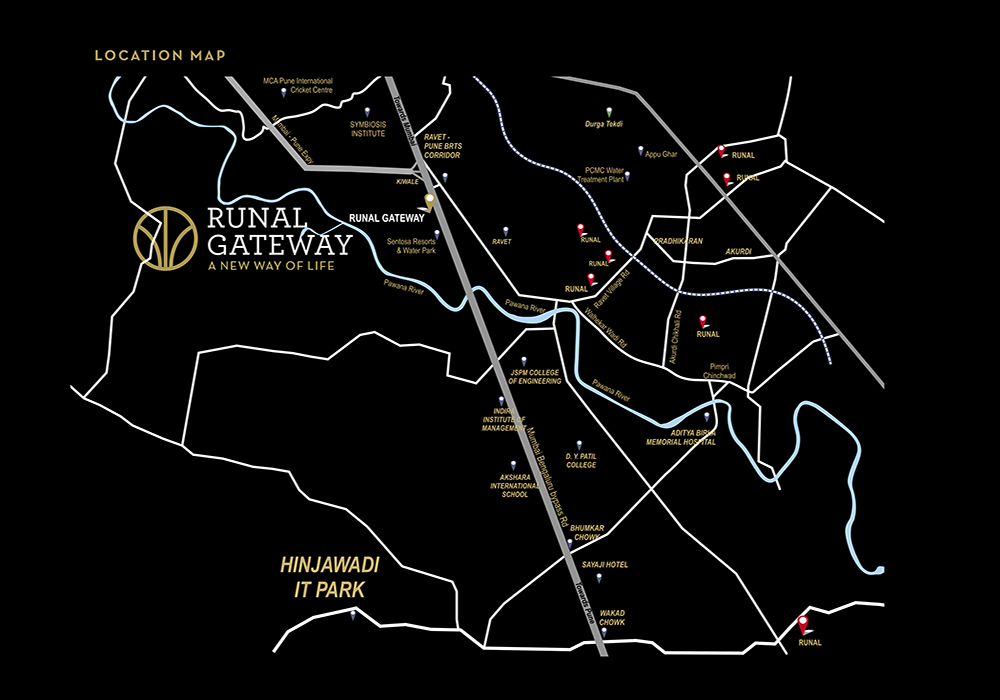 LOCATION MAP
MCA Pune International
Cricket Centre
Mumbai - Pune Expy
SYMBIOSIS
INSTITUTE
Towards Mumbai
RAVET -
PUNE BRTS
CORRIDOR
KIWALE
Durga Tekdi
Appu Ghar
PCMC Water
Treatment Plant
RUNAL
RUNAL
RUNAL GATEWAY
RUNAL
GATEWAY
A NEW WAY OF LIFE
Sentosa Resorts
& Water Park
RAVET
RUNAL
RUNAL
RUNAL
PRADHIKARAN
AKURDI
Ravet Village Rd
Pawana River
Pawana River
Walhekar Wadi Rd
Akurdi Chikhali Rd
RUNAL
Pimpri
Chinchwad
JSPM COLLEGE
OF ENGINEERING
Pawana River
INDIRA
INSTITUTE OF
MANAGEMENT
ADITYA BIRLA
MEMORIAL HOSPITAL
Mumbai Bengaluru bypass Rd
D. Y. PATIL
COLLEGE
AKSHARA
INTERNATIONAL
SCHOOL
BHUMKAR
CHOWK
HINJAWADI
IT PARK
SAYAJI HOTEL
Towards Pune
WAKAD
CHOWK
RUNAL